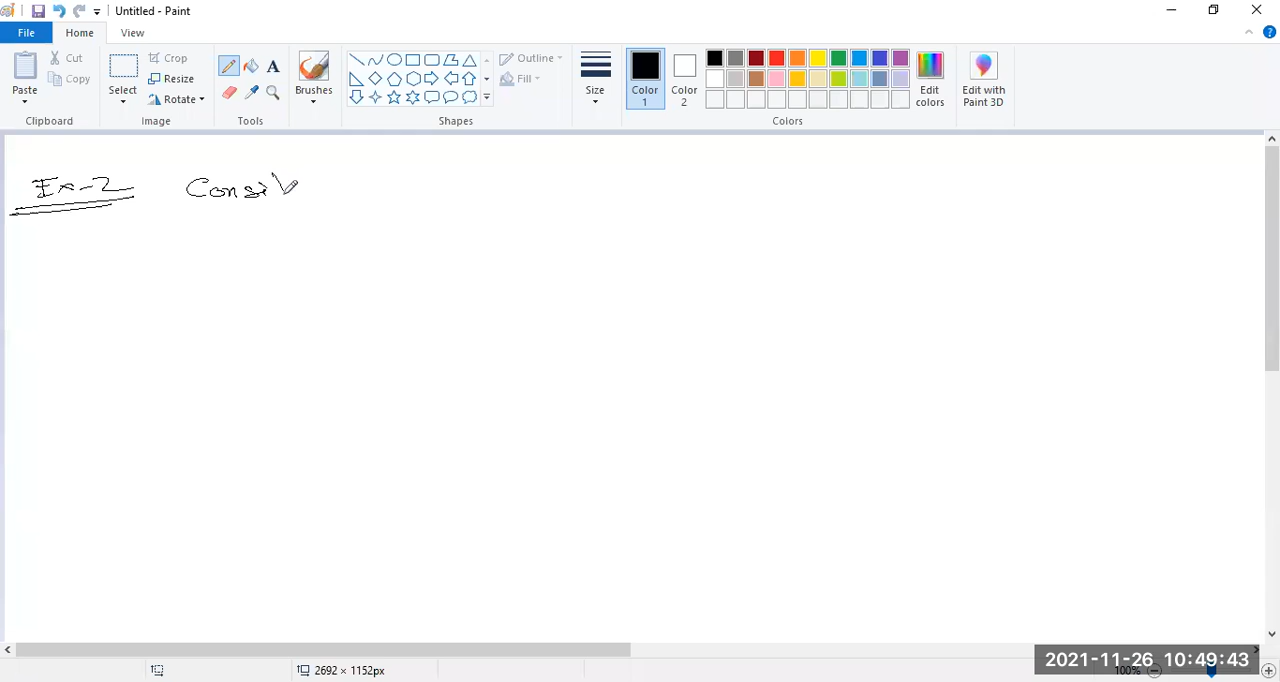 Untitled - Paint
File Home View
Cut Crop Outline
Copy Resize Fill
Paste Select Rotate Brushes Size Color 1 Color 2 Edit colors Edit with Paint 3D
Clipboard Image Tools Shapes Colors
Ex-2 Consi
2692 × 1152px 100%
2021-11-26 10:49:43